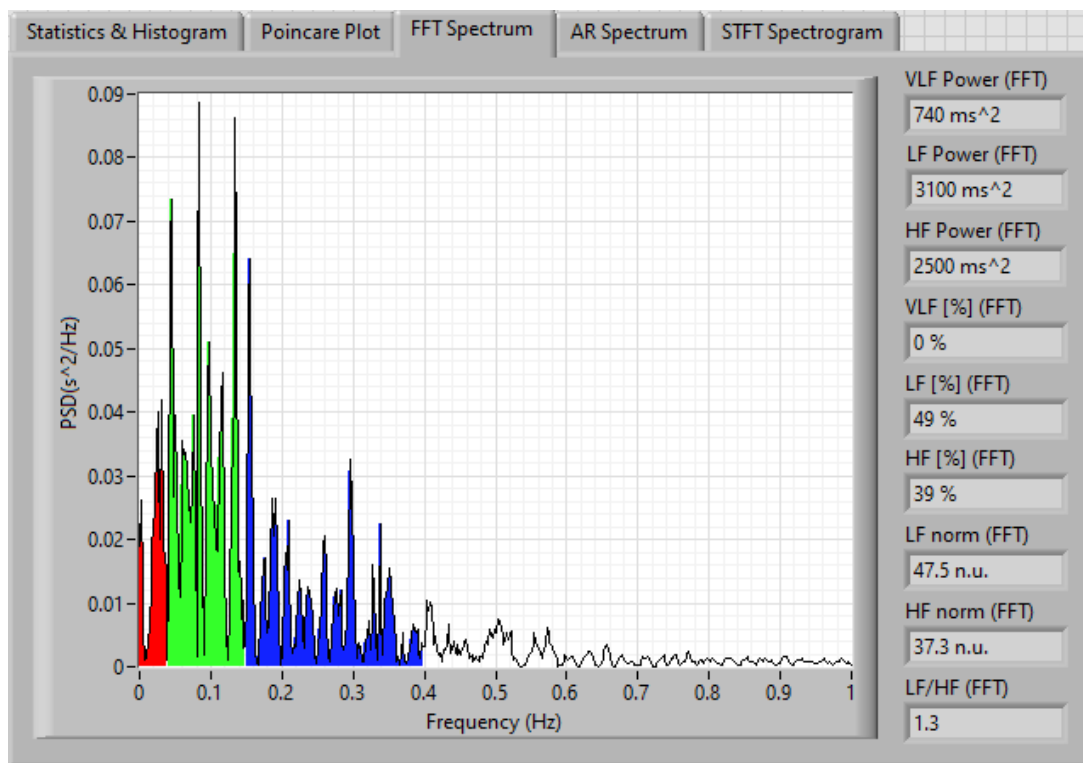 Statistics & Histogram
Poincare Plot
FFT Spectrum
AR Spectrum
STFT Spectrogram
PSD(s^2/Hz)
0.09
0.08
0.07
0.06
0.05
0.04
0.03
0.02
0.01
0
0 0.1 0.2 0.3 0.4 0.5 0.6 0.7 0.8 0.9 1
Frequency (Hz)
VLF Power (FFT)
740 ms^2
LF Power (FFT)
3100 ms^2
HF Power (FFT)
2500 ms^2
VLF [%] (FFT)
0 %
LF [%] (FFT)
49 %
HF [%] (FFT)
39 %
LF norm (FFT)
47.5 n.u.
HF norm (FFT)
37.3 n.u.
LF/HF (FFT)
1.3